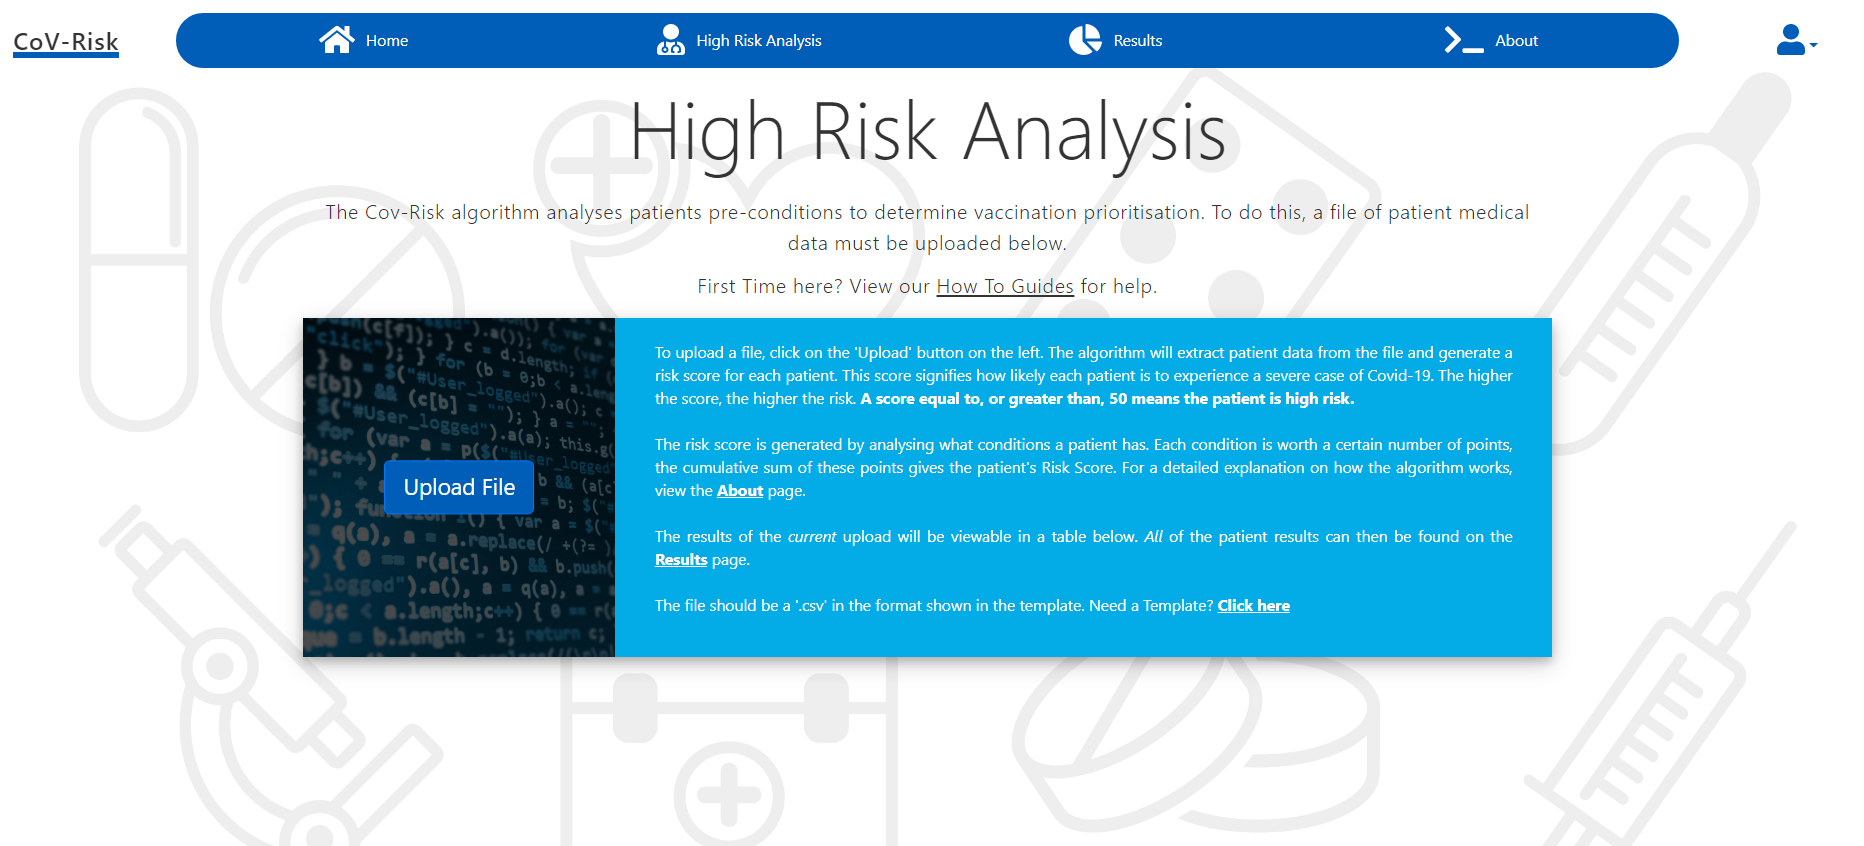 CoV-Risk
Home
High Risk Analysis
Results
About
High Risk Analysis
The Cov-Risk algorithm analyses patients pre-conditions to determine vaccination prioritisation. To do this, a file of patient medical
data must be uploaded below.
First Time here? View our How To Guides for help.
Upload File
To upload a file, click on the 'Upload' button on the left. The algorithm will extract patient data from the file and generate a
risk score for each patient. This score signifies how likely each patient is to experience a severe case of Covid-19. The higher
the score, the higher the risk. A score equal to, or greater than, 50 means the patient is high risk.
The risk score is generated by analysing what conditions a patient has. Each condition is worth a certain number of points,
the cumulative sum of these points gives the patient's Risk Score. For a detailed explanation on how the algorithm works,
view the About page.
The results of the current upload will be viewable in a table below. All of the patient results can then be found on the
Results page.
The file should be a '.csv' in the format shown in the template. Need a Template? Click here